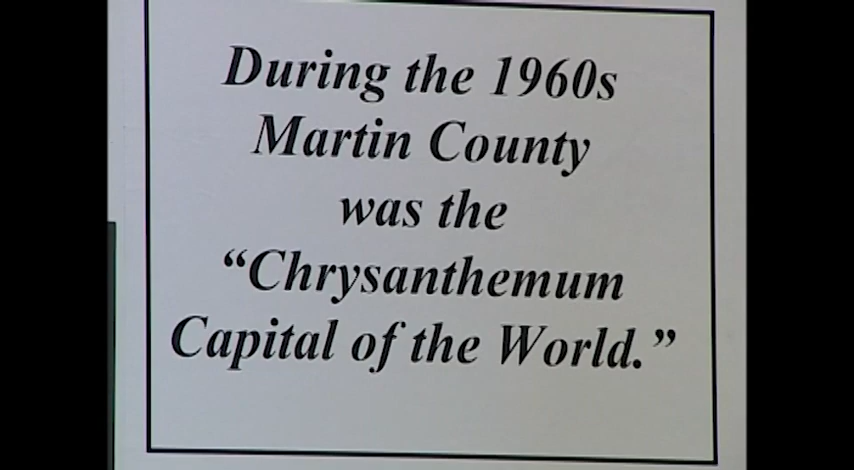 During the 1960s
Martin County
was the
“Chrysanthemum
Capital of the World.”